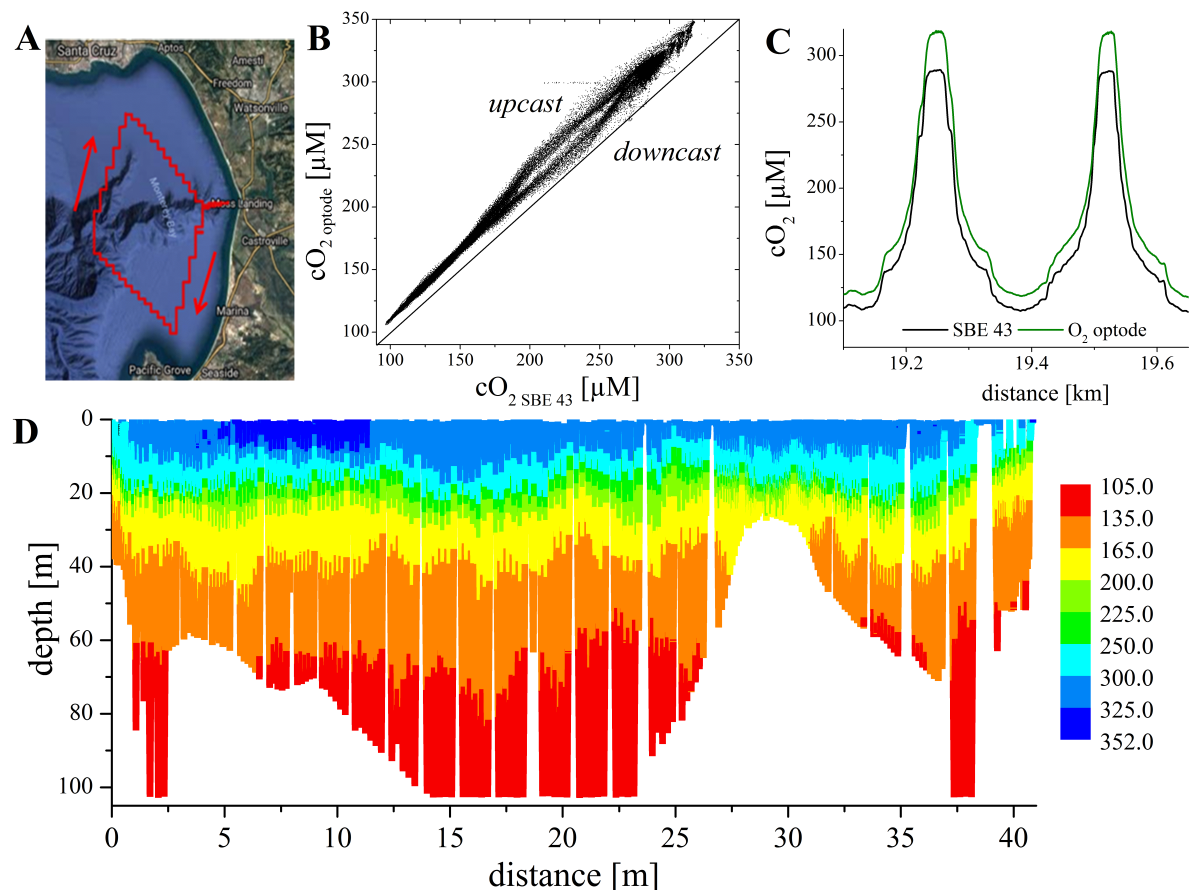 A
Santa Cruz
Aptos
Amesti
Freedom
Watsonville
Monterey Bay
Moss Landing
Castroville
Marina
Pacific Grove
Seaside
B
350
300
250
200
150
100
cO2 optode [µM]
upcast
downcast
100 150 200 250 300 350
cO2 SBE 43 [µM]
C
300
250
200
150
100
cO2 [µM]
SBE 43 O2 optode
19.2 19.4 19.6
distance [km]
D
0
20
40
60
80
100
depth [m]
0 5 10 15 20 25 30 35 40
distance [m]
105.0
135.0
165.0
200.0
225.0
250.0
300.0
325.0
352.0